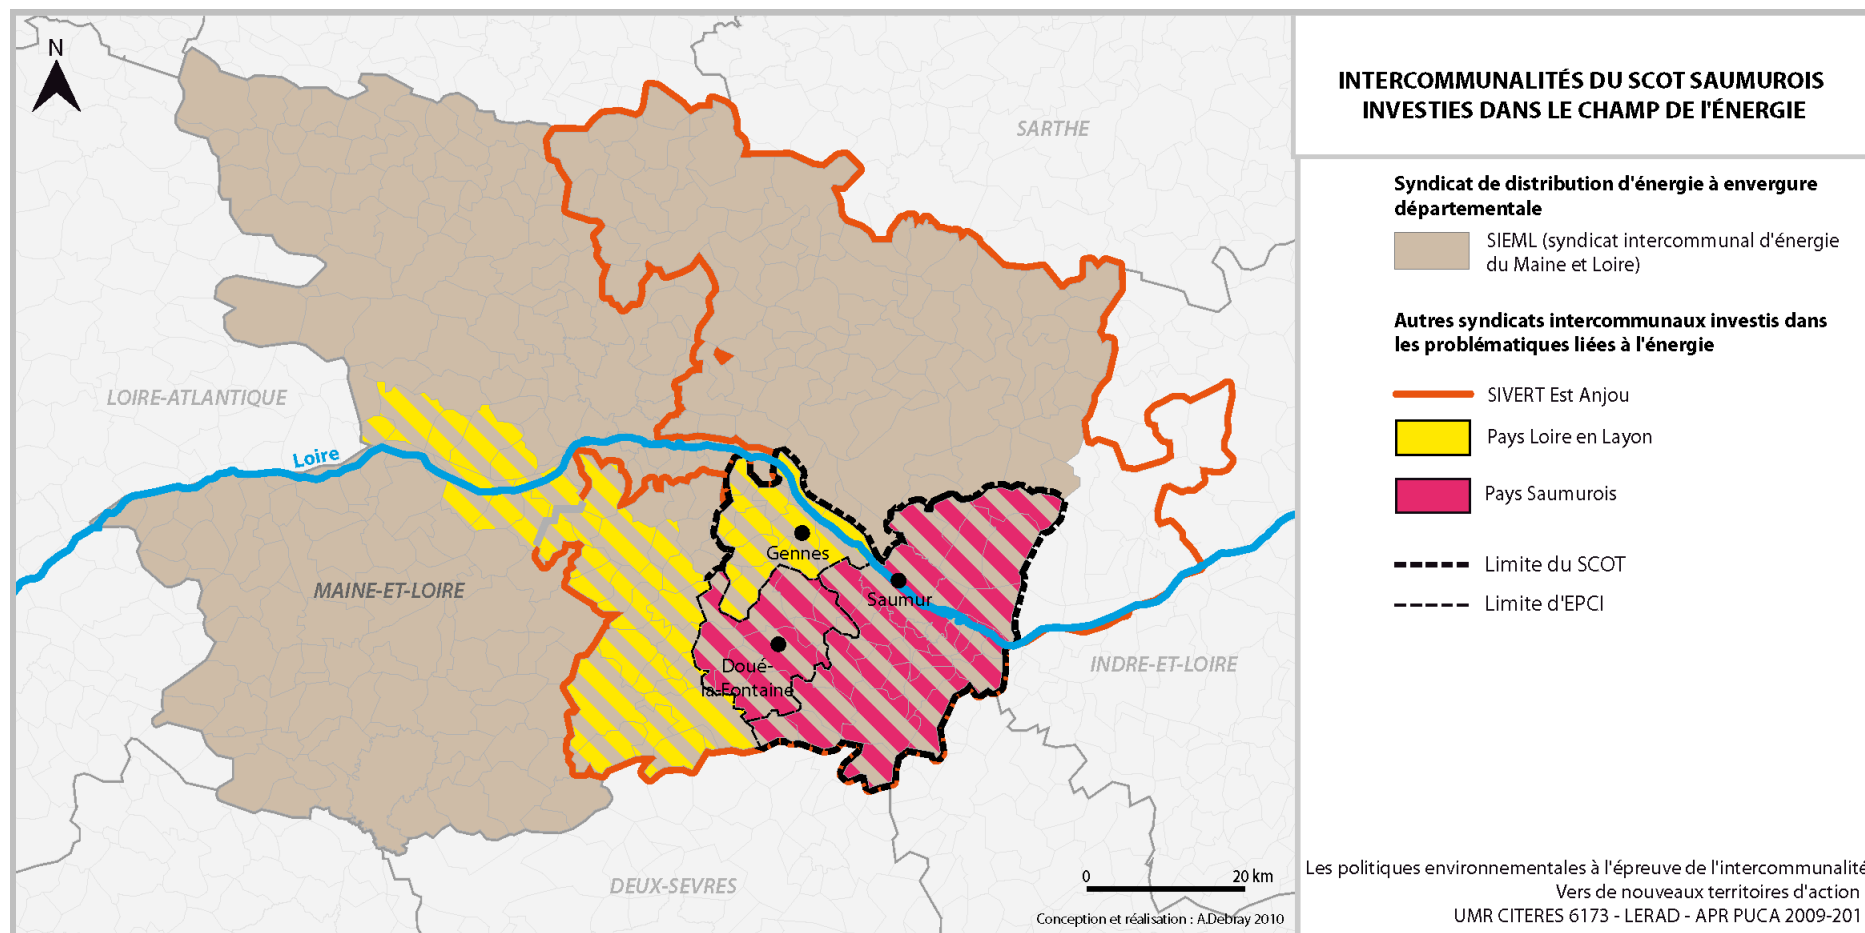 N
SARTHE
LOIRE-ATLANTIQUE
Loire
MAINE-ET-LOIRE
Gennes
Saumur
Doué-
la-Fontaine
INDRE-ET-LOIRE
DEUX-SEVRES
0 20 km
Conception et réalisation : A.Debray 2010
INTERCOMMUNALITÉS DU SCOT SAUMUROIS
INVESTIES DANS LE CHAMP DE l'ÉNERGIE
Syndicat de distribution d'énergie à envergure
départementale
SIEML (syndicat intercommunal d'énergie
du Maine et Loire)
Autres syndicats intercommunaux investis dans
les problématiques liées à l'énergie
SIVERT Est Anjou
Pays Loire en Layon
Pays Saumurois
Limite du SCOT
Limite d'EPCI
Les politiques environnementales à l'épreuve de l'intercommunalité
Vers de nouveaux territoires d'action
UMR CITERES 6173 - LERAD - APR PUCA 2009-201